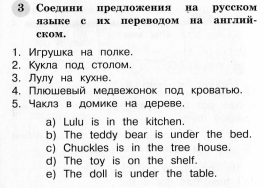 3 Соедини предложения на русском
языке с их переводом на англий-
ском.
1. Игрушка на полке.
2. Кукла под столом.
3. Лулу на кухне.
4. Плюшевый медвежонок под кроватью.
5. Чаклз в домике на дереве.
a) Lulu is in the kitchen.
b) The teddy bear is under the bed.
c) Chuckles is in the tree house.
d) The toy is on the shelf.
e) The doll is under the table.